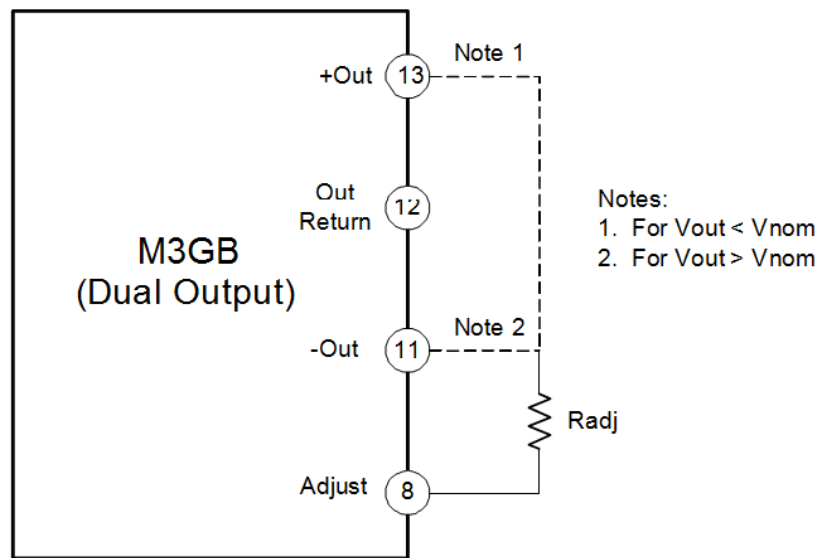 +Out
13
Note 1
Out
Return
12
Notes:
1. For Vout < Vnom
2. For Vout > Vnom
M3GB
(Dual Output)
-Out
11
Note 2
Radj
Adjust
8